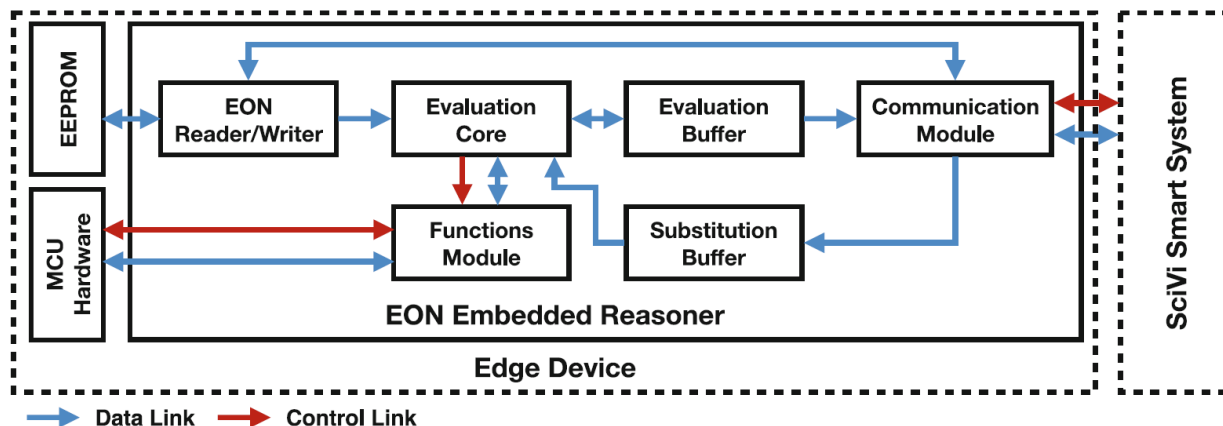 EEPROM
MCU
Hardware
EON
Reader/Writer
Evaluation
Core
Evaluation
Buffer
Communication
Module
Functions
Module
Substitution
Buffer
EON Embedded Reasoner
Edge Device
SciVi Smart System
Data Link
Control Link